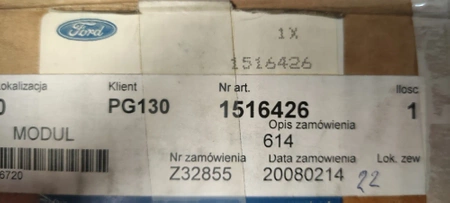 Ford
1X
1516426
okalizacja Klient Nr art. Ilosc
0 PG130 1516426 1
MODUL
Opis zamówienia
614
Nr zamówienia Data zamówienia Lok. zew
6720 Z32855 20080214 22